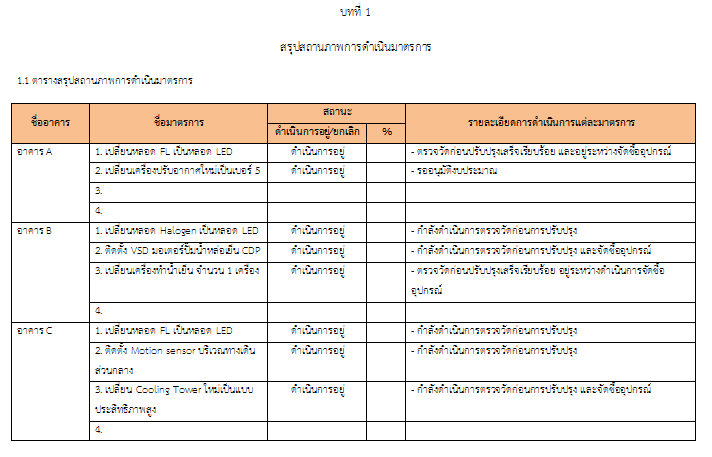 บทที่ 1
สรุปสถานภาพการดำเนินมาตรการ
1.1 ตารางสรุปสถานภาพการดำเนินมาตรการ
ชื่ออาคาร ชื่อมาตรการ สถานะ รายละเอียดการดำเนินการแต่ละมาตรการ
ดำเนินการอยู่/ยกเลิก %
อาคาร A 1. เปลี่ยนหลอด FL เป็นหลอด LED ดำเนินการอยู่ - ตรวจวัดก่อนปรับปรุงเสร็จเรียบร้อย และอยู่ระหว่างจัดซื้ออุปกรณ์
2. เปลี่ยนเครื่องปรับอากาศใหม่เป็นเบอร์ 5 ดำเนินการอยู่ - รออนุมัติงบประมาณ
3.
4.
อาคาร B 1. เปลี่ยนหลอด Halogen เป็นหลอด LED ดำเนินการอยู่ - กำลังดำเนินการตรวจวัดก่อนการปรับปรุง
2. ติดตั้ง VSD มอเตอร์ปั๊มน้ำหล่อเย็น CDP ดำเนินการอยู่ - กำลังดำเนินการตรวจวัดก่อนการปรับปรุง และจัดซื้ออุปกรณ์
3. เปลี่ยนเครื่องทำน้ำเย็น จำนวน 1 เครื่อง ดำเนินการอยู่ - ตรวจวัดก่อนปรับปรุงเสร็จเรียบร้อย อยู่ระหว่างดำเนินการจัดซื้อ
อุปกรณ์
4.
อาคาร C 1. เปลี่ยนหลอด FL เป็นหลอด LED ดำเนินการอยู่ - กำลังดำเนินการตรวจวัดก่อนการปรับปรุง
2. ติดตั้ง Motion sensor บริเวณทางเดิน ดำเนินการอยู่ - กำลังดำเนินการตรวจวัดก่อนการปรับปรุง
ส่วนกลาง
3. เปลี่ยน Cooling Tower ใหม่เป็นแบบ ดำเนินการอยู่ - กำลังดำเนินการตรวจวัดก่อนการปรับปรุง และจัดซื้ออุปกรณ์
ประสิทธิภาพสูง
4.